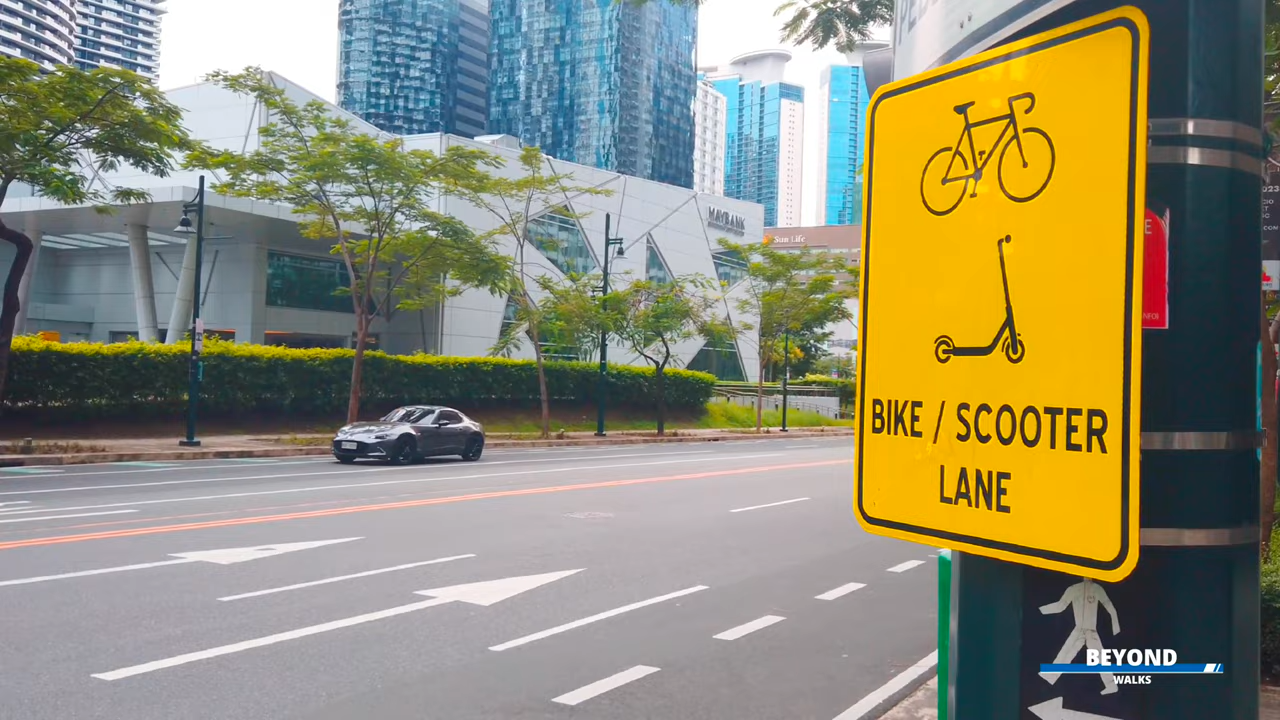 MAYBANK
Sun Life
BIKE / SCOOTER
LANE
BEYOND
WALKS